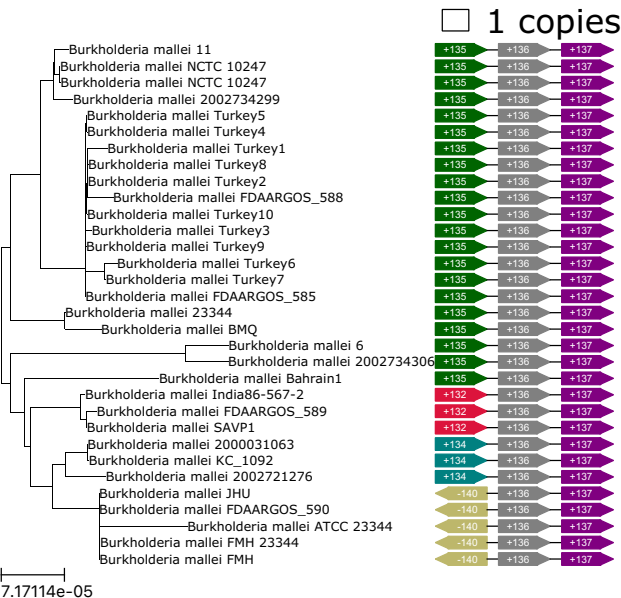 1 copies
Burkholderia mallei 11 +135 +136 +137
Burkholderia mallei NCTC 10247 +135 +136 +137
Burkholderia mallei NCTC 10247 +135 +136 +137
Burkholderia mallei 2002734299 +135 +136 +137
Burkholderia mallei Turkey5 +135 +136 +137
Burkholderia mallei Turkey4 +135 +136 +137
Burkholderia mallei Turkey1 +135 +136 +137
Burkholderia mallei Turkey8 +135 +136 +137
Burkholderia mallei Turkey2 +135 +136 +137
Burkholderia mallei FDAARGOS_588 +135 +136 +137
Burkholderia mallei Turkey10 +135 +136 +137
Burkholderia mallei Turkey3 +135 +136 +137
Burkholderia mallei Turkey9 +135 +136 +137
Burkholderia mallei Turkey6 +135 +136 +137
Burkholderia mallei Turkey7 +135 +136 +137
Burkholderia mallei FDAARGOS_585 +135 +136 +137
Burkholderia mallei 23344 +135 +136 +137
Burkholderia mallei BMQ +135 +136 +137
Burkholderia mallei 6 +135 +136 +137
Burkholderia mallei 2002734306 +135 +136 +137
Burkholderia mallei Bahrain1 +135 +136 +137
Burkholderia mallei India86-567-2 +132 +136 +137
Burkholderia mallei FDAARGOS_589 +132 +136 +137
Burkholderia mallei SAVP1 +132 +136 +137
Burkholderia mallei 2000031063 +134 +136 +137
Burkholderia mallei KC_1092 +134 +136 +137
Burkholderia mallei 2002721276 +134 +136 +137
Burkholderia mallei JHU -140 +136 +137
Burkholderia mallei FDAARGOS_590 -140 +136 +137
Burkholderia mallei ATCC 23344 -140 +136 +137
Burkholderia mallei FMH 23344 -140 +136 +137
Burkholderia mallei FMH -140 +136 +137
7.17114e-05